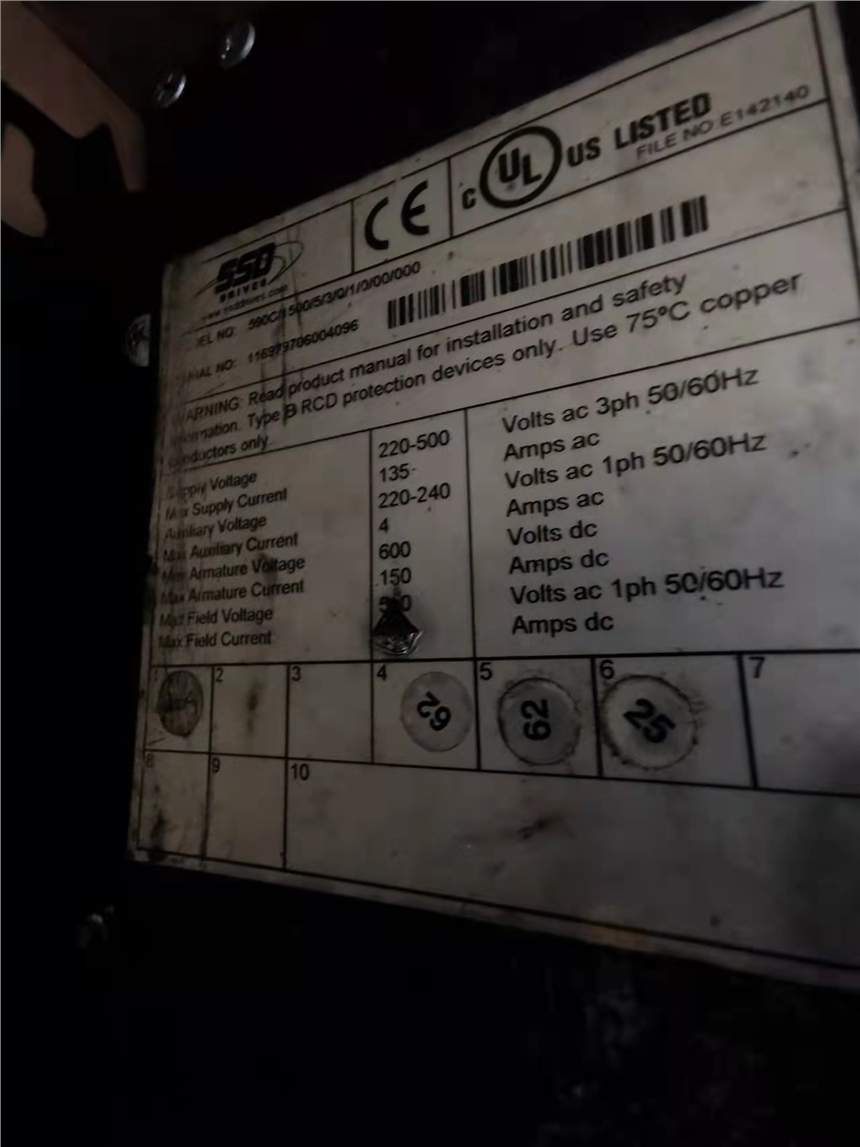 CE
c UL US LISTED
FILE NO E142140
SSD
DRIVES
NO: 590C/1500/5/3/0/1/0/00/000
NO: 116979706004096
WARNING: Read product manual for installation and safety
information. Type B RCD protection devices only. Use 75ºC copper
conductors only
Supply Voltage 220-500 Volts ac 3ph 50/60Hz
Max Supply Current 135 Amps ac
Auxiliary Voltage 220-240 Volts ac 1ph 50/60Hz
Max Auxiliary Current 4 Amps ac
Max Armature Voltage 600 Volts dc
Max Armature Current 150 Amps dc
Max Field Voltage Volts ac 1ph 50/60Hz
Max Field Current Amps dc
1 2 3 4 5 6 7
62 62 25
8 9 10